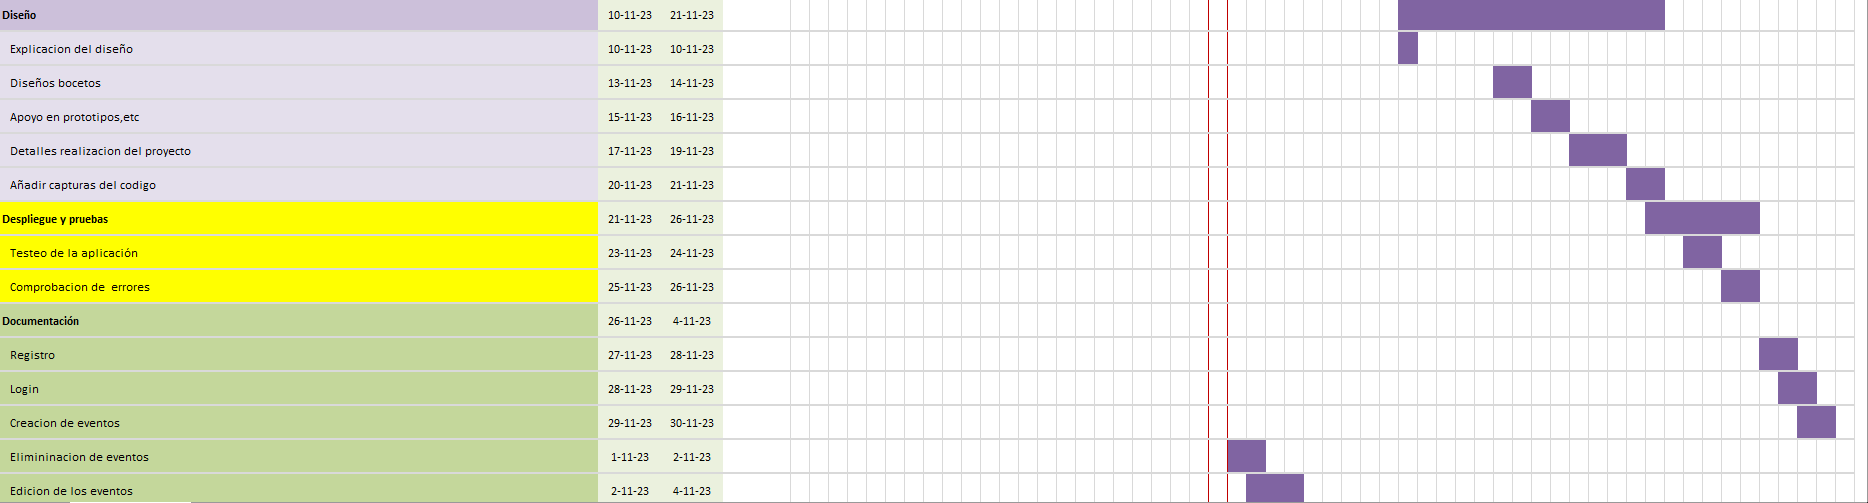 Diseño 10-11-23 21-11-23
Explicacion del diseño 10-11-23 10-11-23
Diseños bocetos 13-11-23 14-11-23
Apoyo en prototipos,etc 15-11-23 16-11-23
Detalles realizacion del proyecto 17-11-23 19-11-23
Añadir capturas del codigo 20-11-23 21-11-23
Despliegue y pruebas 21-11-23 26-11-23
Testeo de la aplicación 23-11-23 24-11-23
Comprobacion de errores 25-11-23 26-11-23
Documentación 26-11-23 4-11-23
Registro 27-11-23 28-11-23
Login 28-11-23 29-11-23
Creacion de eventos 29-11-23 30-11-23
Elimininacion de eventos 1-11-23 2-11-23
Edicion de los eventos 2-11-23 4-11-23